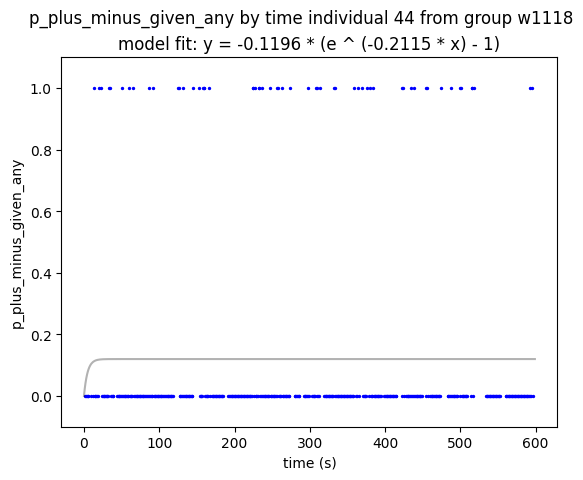 p_plus_minus_given_any by time individual 44 from group w1118
model fit: y = -0.1196 * (e ^ (-0.2115 * x) - 1)
1.0
0.8
0.6
0.4
0.2
0.0
p_plus_minus_given_any
0 100 200 300 400 500 600
time (s)